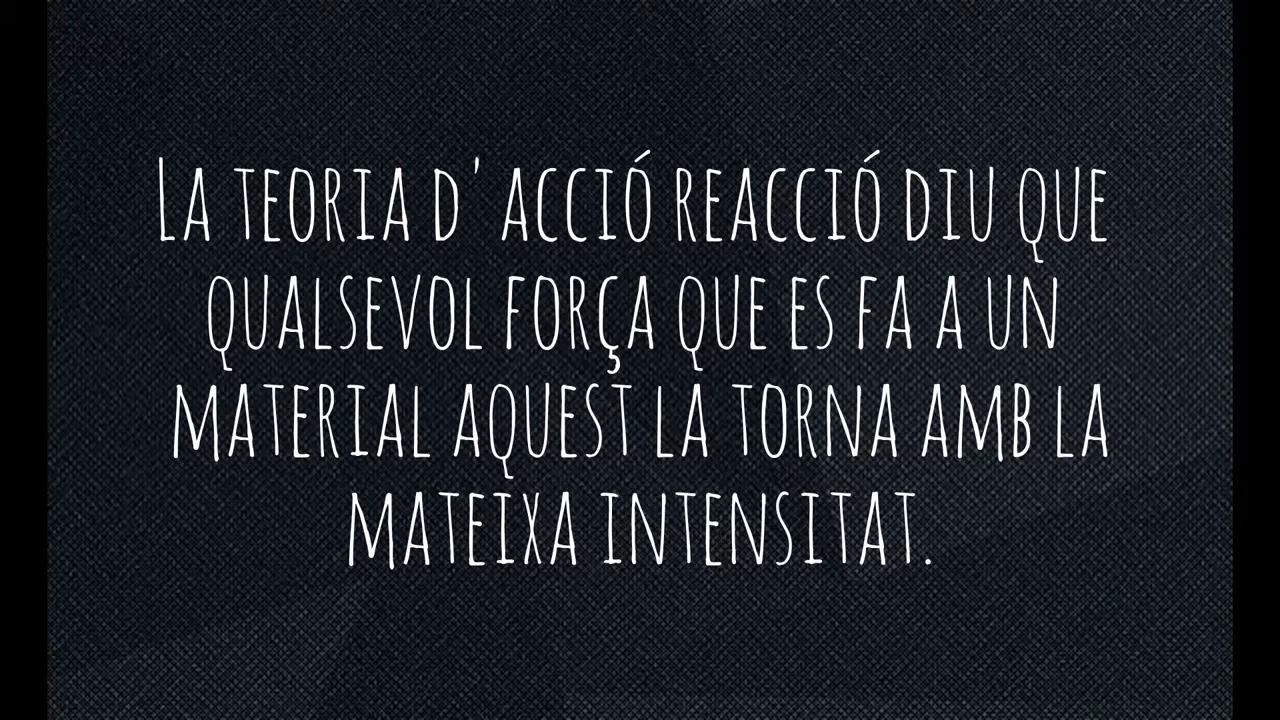 La teoria d'acció reacció diu que
qualsevol força que es fa a un
material aquest la torna amb la
mateixa intensitat.